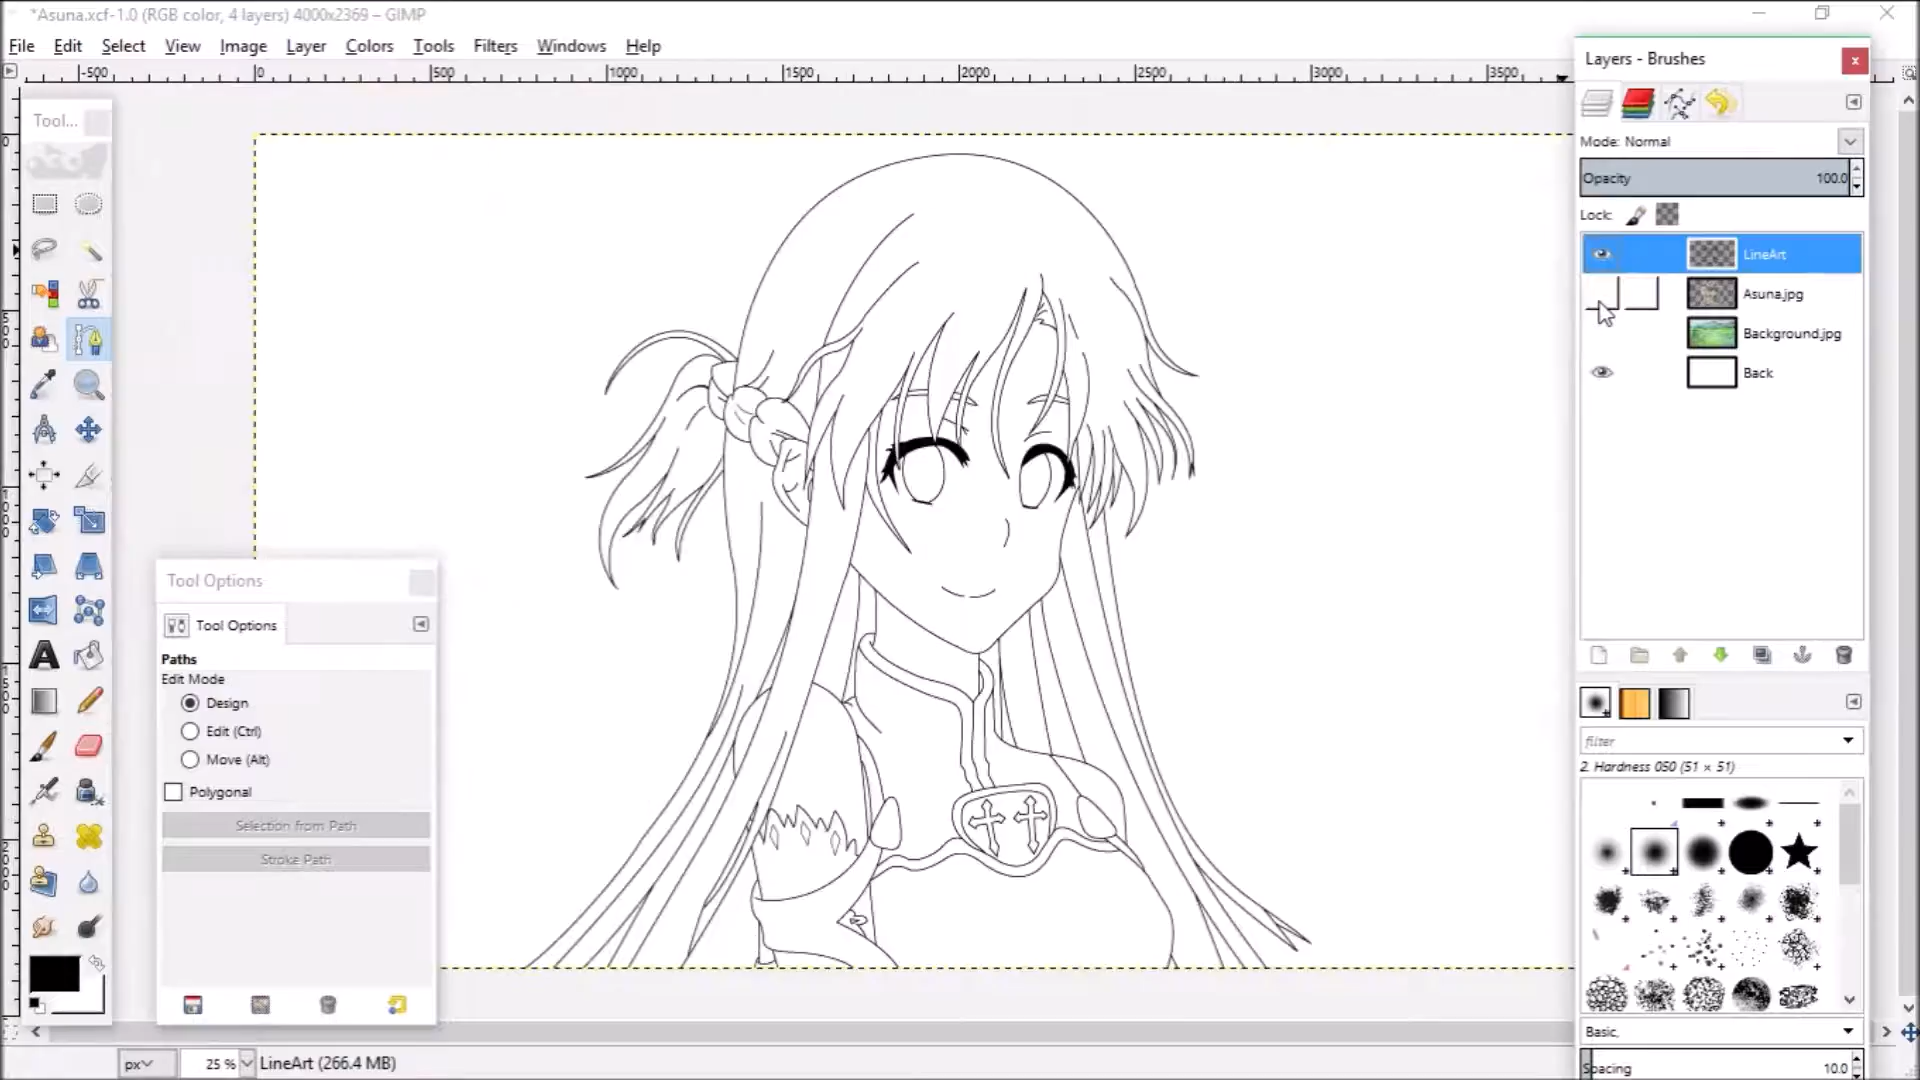 *Asuna.xcf-1.0 (RGB color, 4 layers) 4000x2369 – GIMP
File Edit Select View Image Layer Colors Tools Filters Windows Help
-500 0 500 1000 1500 2000 2500 3000 3500
Layers - Brushes
Tool...
Mode: Normal
Opacity 100.0
Lock:
LineArt
Asuna.jpg
Background.jpg
Back
Tool Options
Tool Options
Paths
Edit Mode
Design
Edit (Ctrl)
Move (Alt)
Polygonal
Selection from Path
Stroke Path
filter
2. Hardness 050 (51 × 51)
Basic,
Spacing 10.0
px 25 % LineArt (266.4 MB)